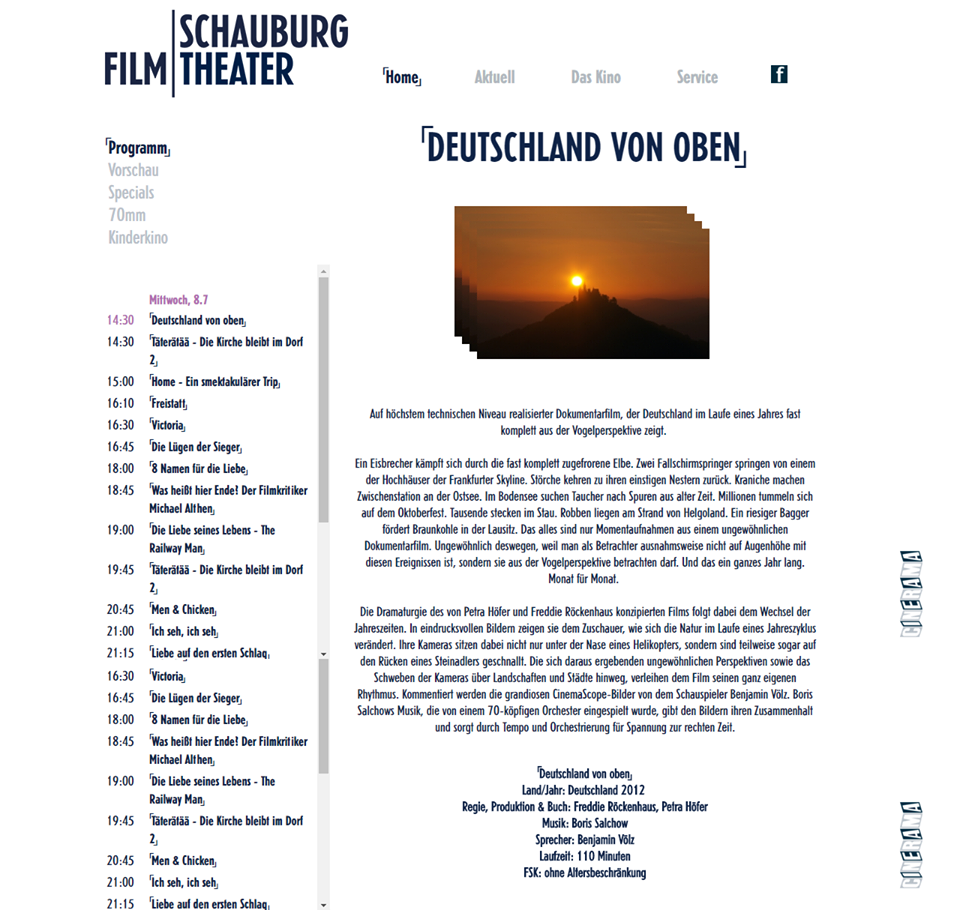 SCHAUBURG
FILM THEATER
Home
Aktuell
Das Kino
Service
f
Programm
Vorschau
Specials
70mm
Kinderkino
Mittwoch, 8.7
14:30 Deutschland von oben
14:30 Täterätää - Die Kirche bleibt im Dorf
2
15:00 Home - Ein smektakulärer Trip
16:10 Freistatt
16:30 Victoria
16:45 Die Lügen der Sieger
18:00 8 Namen für die Liebe
18:45 Was heißt hier Ende! Der Filmkritiker
Michael Althen
19:00 Die Liebe seines Lebens - The
Railway Man
19:45 Täterätää - Die Kirche bleibt im Dorf
2
20:45 Men & Chicken
21:00 Ich seh, ich seh
21:15 Liebe auf den ersten Schlag
16:30 Victoria
16:45 Die Lügen der Sieger
18:00 8 Namen für die Liebe
18:45 Was heißt hier Ende! Der Filmkritiker
Michael Althen
19:00 Die Liebe seines Lebens - The
Railway Man
19:45 Täterätää - Die Kirche bleibt im Dorf
2
20:45 Men & Chicken
21:00 Ich seh, ich seh
21:15 Liebe auf den ersten Schlag
DEUTSCHLAND VON OBEN
Auf höchstem technischen Niveau realisierter Dokumentarfilm, der Deutschland im Laufe eines Jahres fast
komplett aus der Vogelperspektive zeigt.
Ein Eisbrecher kämpft sich durch die fast komplett zugefrorene Elbe. Zwei Fallschirmspringer springen von einem
der Hochhäuser der Frankfurter Skyline. Störche kehren zu ihren einstigen Nestern zurück. Kraniche machen
Zwischenstation an der Ostsee. Im Bodensee suchen Taucher nach Spuren aus alter Zeit. Millionen tummeln sich
auf dem Oktoberfest. Tausende stecken im Stau. Robben liegen am Strand von Helgoland. Ein riesiger Bagger
fördert Braunkohle in der Lausitz. Das alles sind nur Momentaufnahmen aus einem ungewöhnlichen
Dokumentarfilm. Ungewöhnlich deswegen, weil man als Betrachter ausnahmsweise nicht auf Augenhöhe mit
diesen Ereignissen ist, sondern sie aus der Vogelperspektive betrachten darf. Und das ein ganzes Jahr lang.
Monat für Monat.
Die Dramaturgie des von Petra Höfer und Freddie Röckenhaus konzipierten Films folgt dabei dem Wechsel der
Jahreszeiten. In eindrucksvollen Bildern zeigen sie dem Zuschauer, wie sich die Natur im Laufe eines Jahreszyklus
verändert. Ihre Kameras sitzen dabei nicht nur unter der Nase eines Helikopters, sondern sind teilweise sogar auf
den Rücken eines Steinadlers geschnallt. Die sich daraus ergebenden ungewöhnlichen Perspektiven sowie das
Schweben der Kameras über Landschaften und Städte hinweg, verleihen dem Film seinen ganz eigenen
Rhythmus. Kommentiert werden die grandiosen CinemaScope-Bilder von dem Schauspieler Benjamin Völz. Boris
Salchows Musik, die von einem 70-köpfigen Orchester eingespielt wurde, gibt den Bildern ihren Zusammenhalt
und sorgt durch Tempo und Orchestrierung für Spannung zur rechten Zeit.
Deutschland von oben
Land/Jahr: Deutschland 2012
Regie, Produktion & Buch: Freddie Röckenhaus, Petra Höfer
Musik: Boris Salchow
Sprecher: Benjamin Völz
Laufzeit: 110 Minuten
FSK: ohne Altersbeschränkung
CINERAMA
CINERAMA